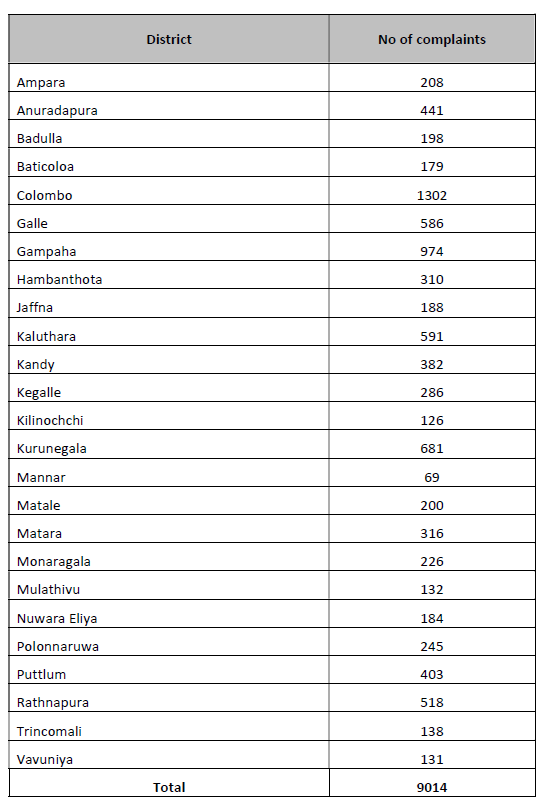 District No of complaints
Ampara 208
Anuradapura 441
Badulla 198
Baticoloa 179
Colombo 1302
Galle 586
Gampaha 974
Hambanthota 310
Jaffna 188
Kaluthara 591
Kandy 382
Kegalle 286
Kilinochchi 126
Kurunegala 681
Mannar 69
Matale 200
Matara 316
Monaragala 226
Mulathivu 132
Nuwara Eliya 184
Polonnaruwa 245
Puttlum 403
Rathnapura 518
Trincomali 138
Vavuniya 131
Total 9014